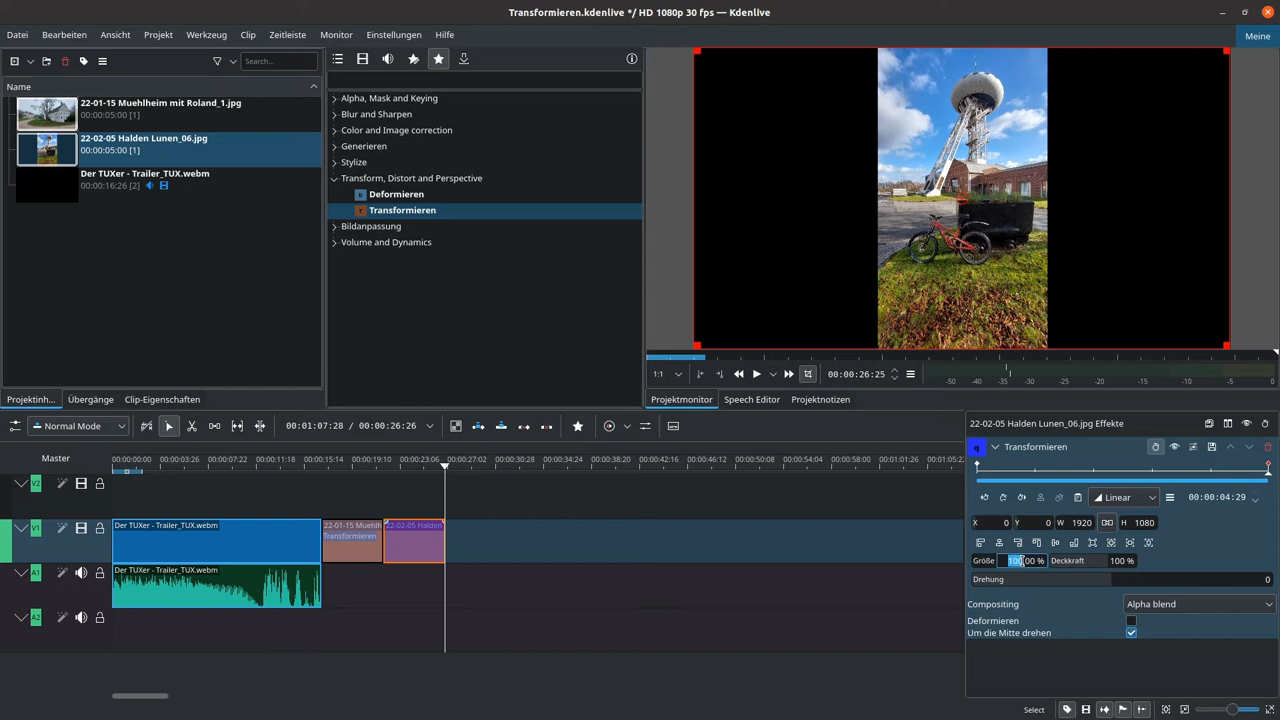 Transformieren.kdenlive */ HD 1080p 30 fps — Kdenlive
Datei Bearbeiten Ansicht Projekt Werkzeug Clip Zeitleiste Monitor Einstellungen Hilfe Meine
Search...
Name
22-01-15 Muehlheim mit Roland_1.jpg
00:00:05:00 [1]
22-02-05 Halden Lunen_06.jpg
00:00:05:00 [1]
Der TUXer - Trailer_TUX.webm
00:00:16:26 [2]
Alpha, Mask and Keying
Blur and Sharpen
Color and Image correction
Generieren
Stylize
Transform, Distort and Perspective
Deformieren
Transformieren
Bildanpassung
Volume and Dynamics
1:1 00:00:26:25
-50 -40 -35 -30 -25 -20 -15 -10 -5 0
Projektinh... Übergänge Clip-Eigenschaften Projektmonitor Speech Editor Projektnotizen
Normal Mode 00:01:07:28 / 00:00:26:26
22-02-05 Halden Lunen_06.jpg Effekte
Transformieren
Master 00:00:00:00 00:00:03:26 00:00:07:22 00:00:11:18 00:00:15:14 00:00:19:10 00:00:23:06 00:00:27:02 00:00:30:28 00:00:34:24 00:00:38:20 00:00:42:16 00:00:46:12 00:00:50:08 00:00:54:04 00:00:58:00 00:01:01:26 00:01:05:22
V2
Linear 00:00:04:29
V1 Der TUXer - Trailer_TUX.webm 22-01-15 Muehlh 22-02-05 Halden
Transformieren
X 0 Y 0 W 1920 H 1080
Größe 100,00 % Deckkraft 100 %
A1 Der TUXer - Trailer_TUX.webm
Drehung 0
Compositing Alpha blend
A2
Deformieren
Um die Mitte drehen
Select